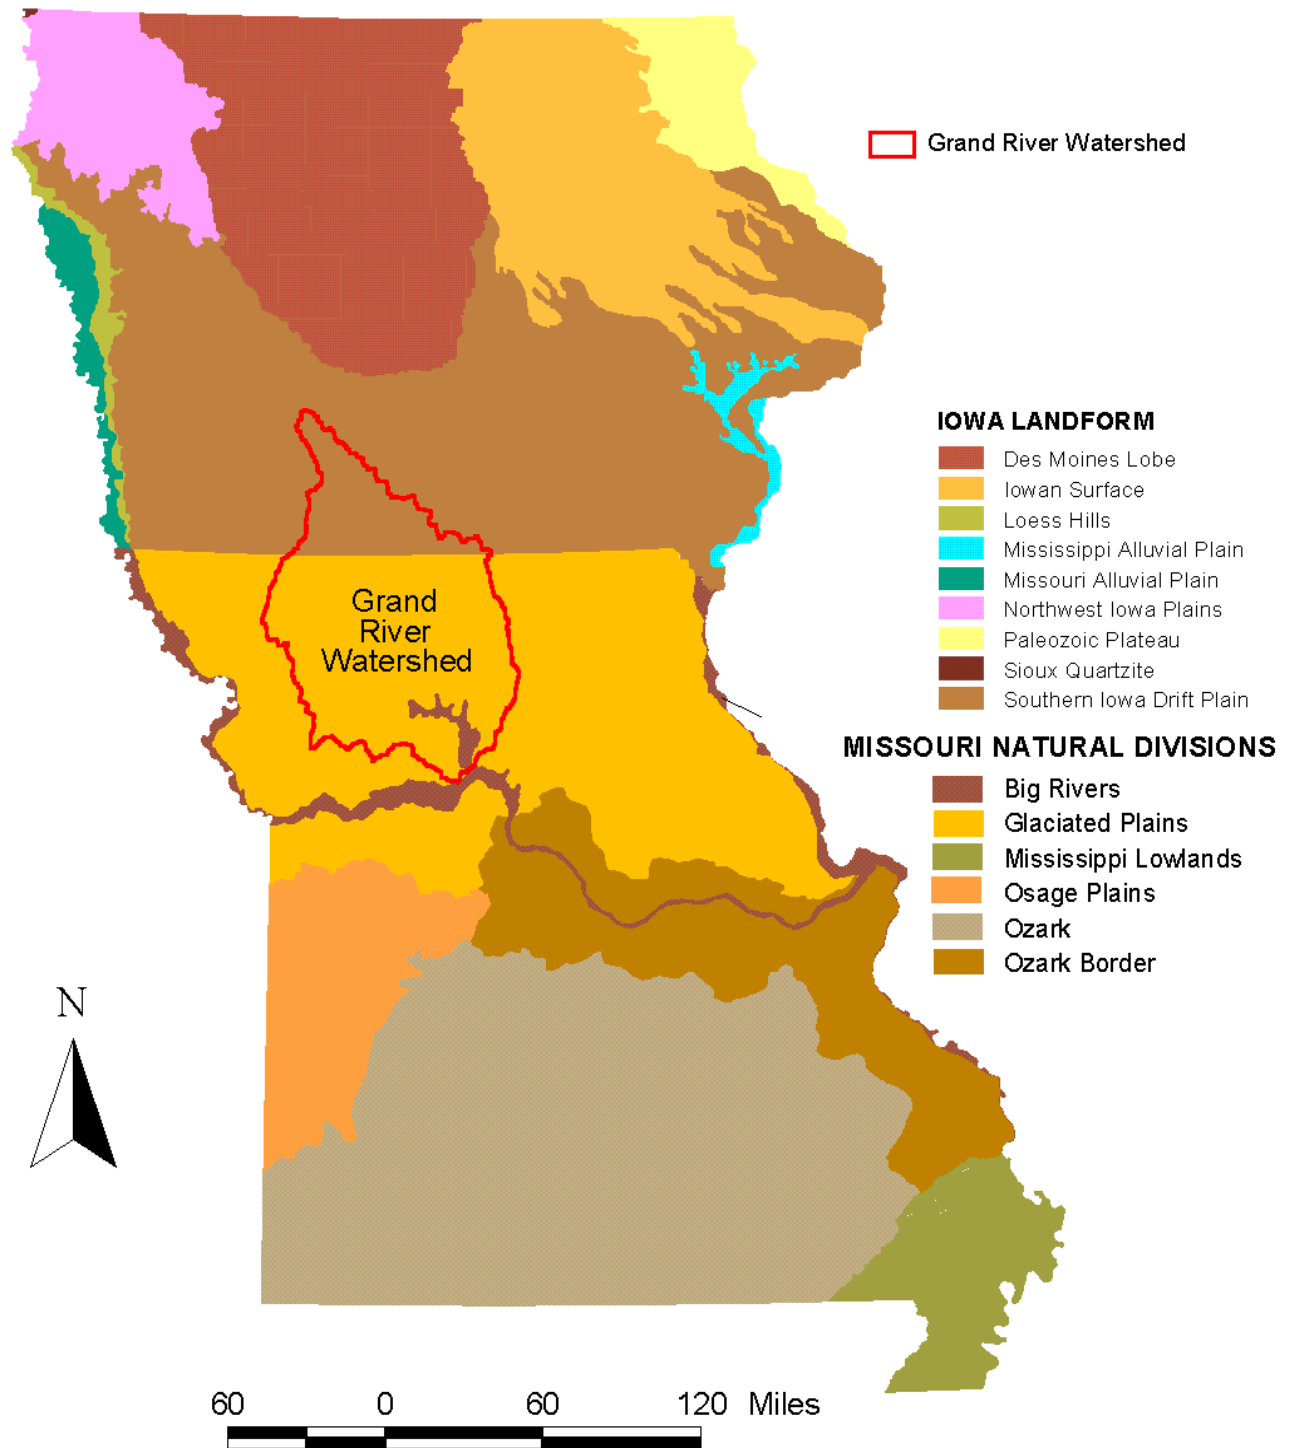 Grand River Watershed
IOWA LANDFORM
Des Moines Lobe
Iowan Surface
Loess Hills
Mississippi Alluvial Plain
Missouri Alluvial Plain
Northwest Iowa Plains
Paleozoic Plateau
Sioux Quartzite
Southern Iowa Drift Plain
Grand
River
Watershed
MISSOURI NATURAL DIVISIONS
Big Rivers
Glaciated Plains
Mississippi Lowlands
Osage Plains
Ozark
Ozark Border
N
60 0 60 120 Miles